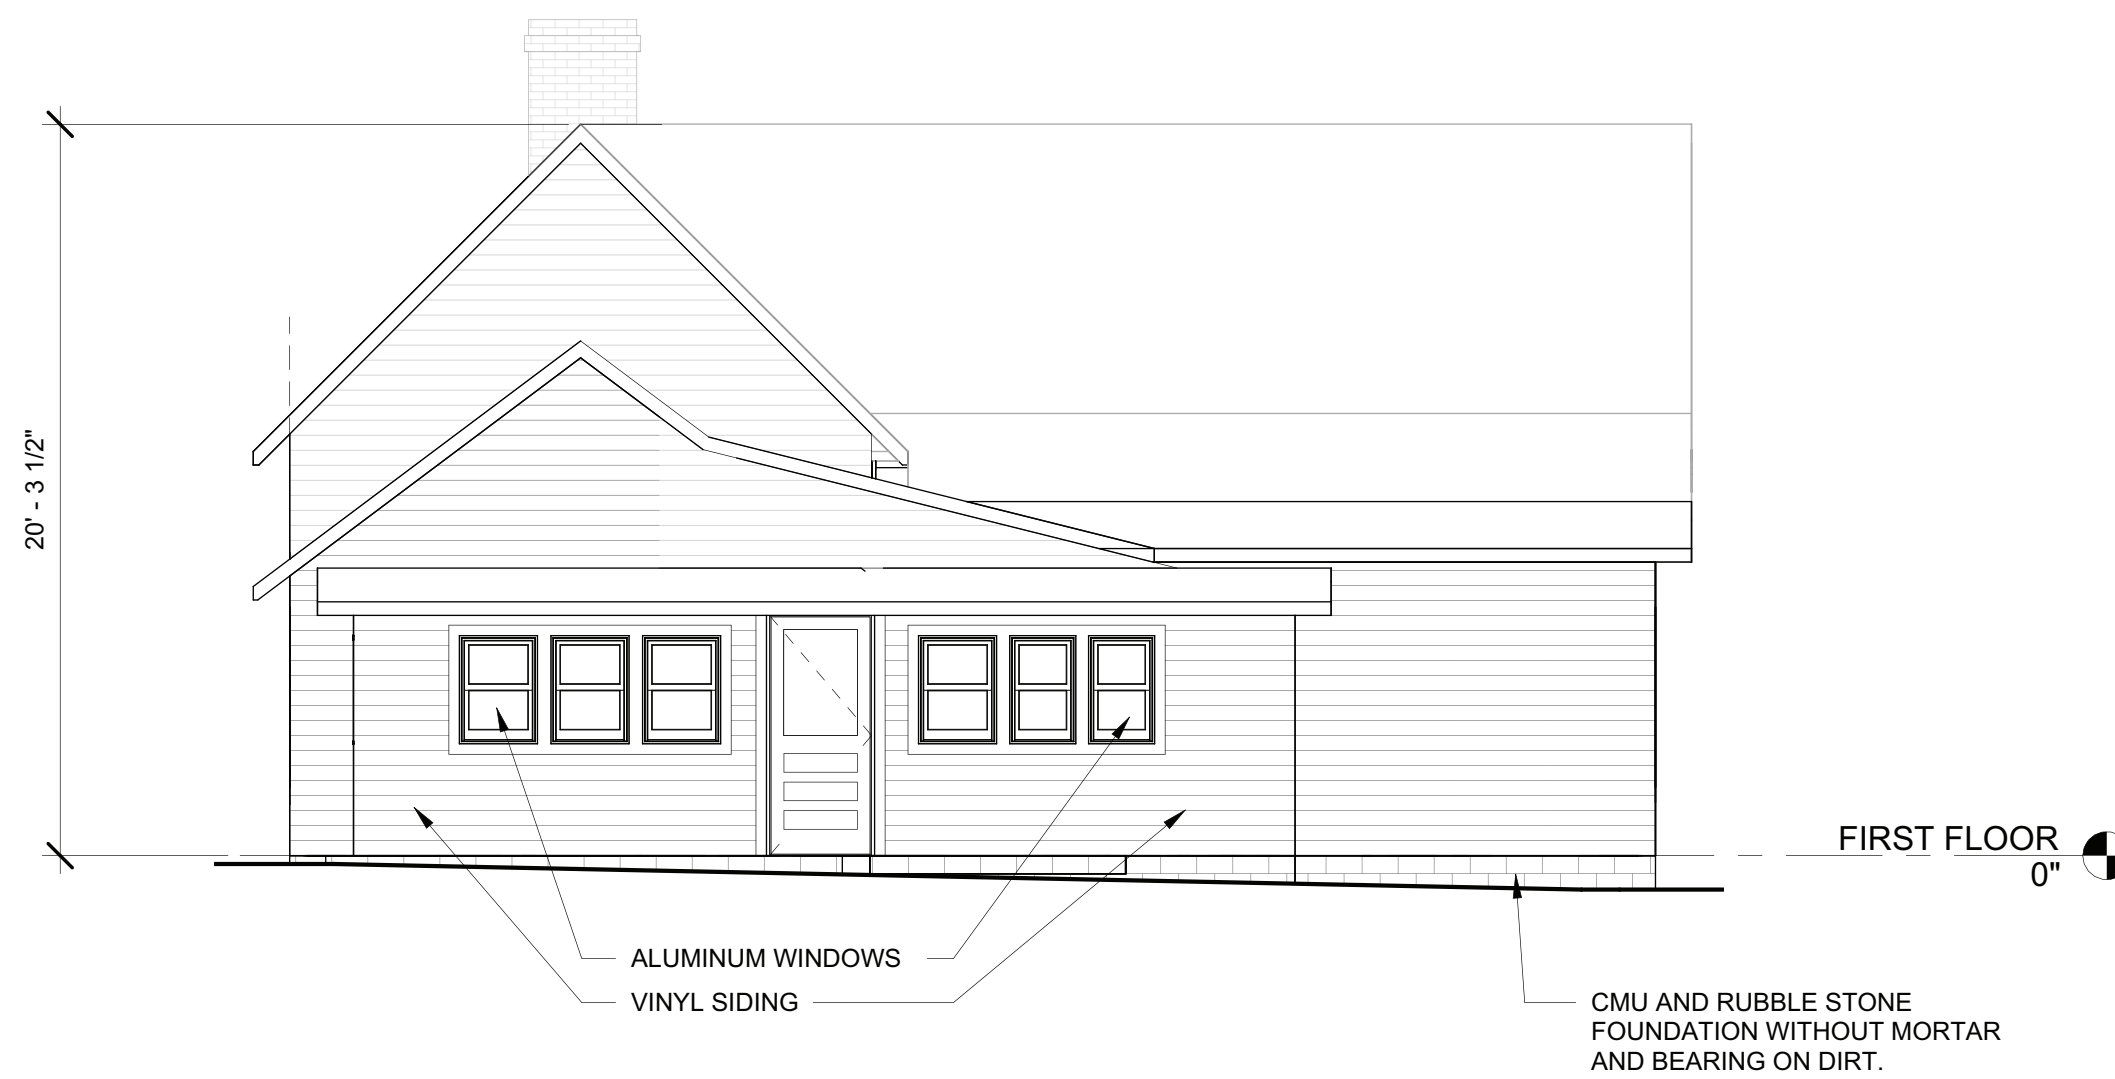 20' - 3 1/2"
FIRST FLOOR
0"
ALUMINUM WINDOWS
VINYL SIDING
CMU AND RUBBLE STONE
FOUNDATION WITHOUT MORTAR
AND BEARING ON DIRT.